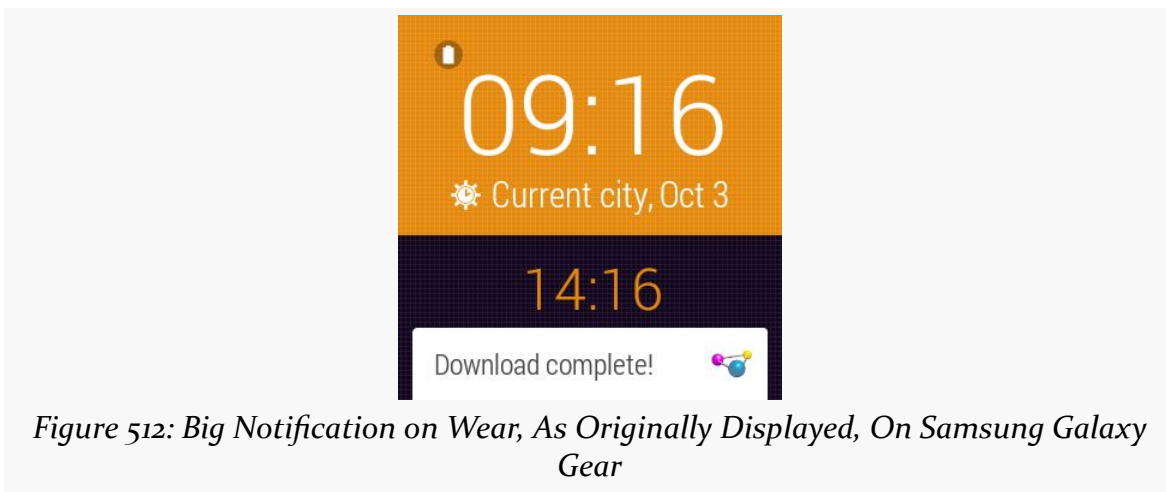 09:16
Current city, Oct 3
14:16
Download complete!
Figure 512: Big Notification on Wear, As Originally Displayed, On Samsung Galaxy
Gear